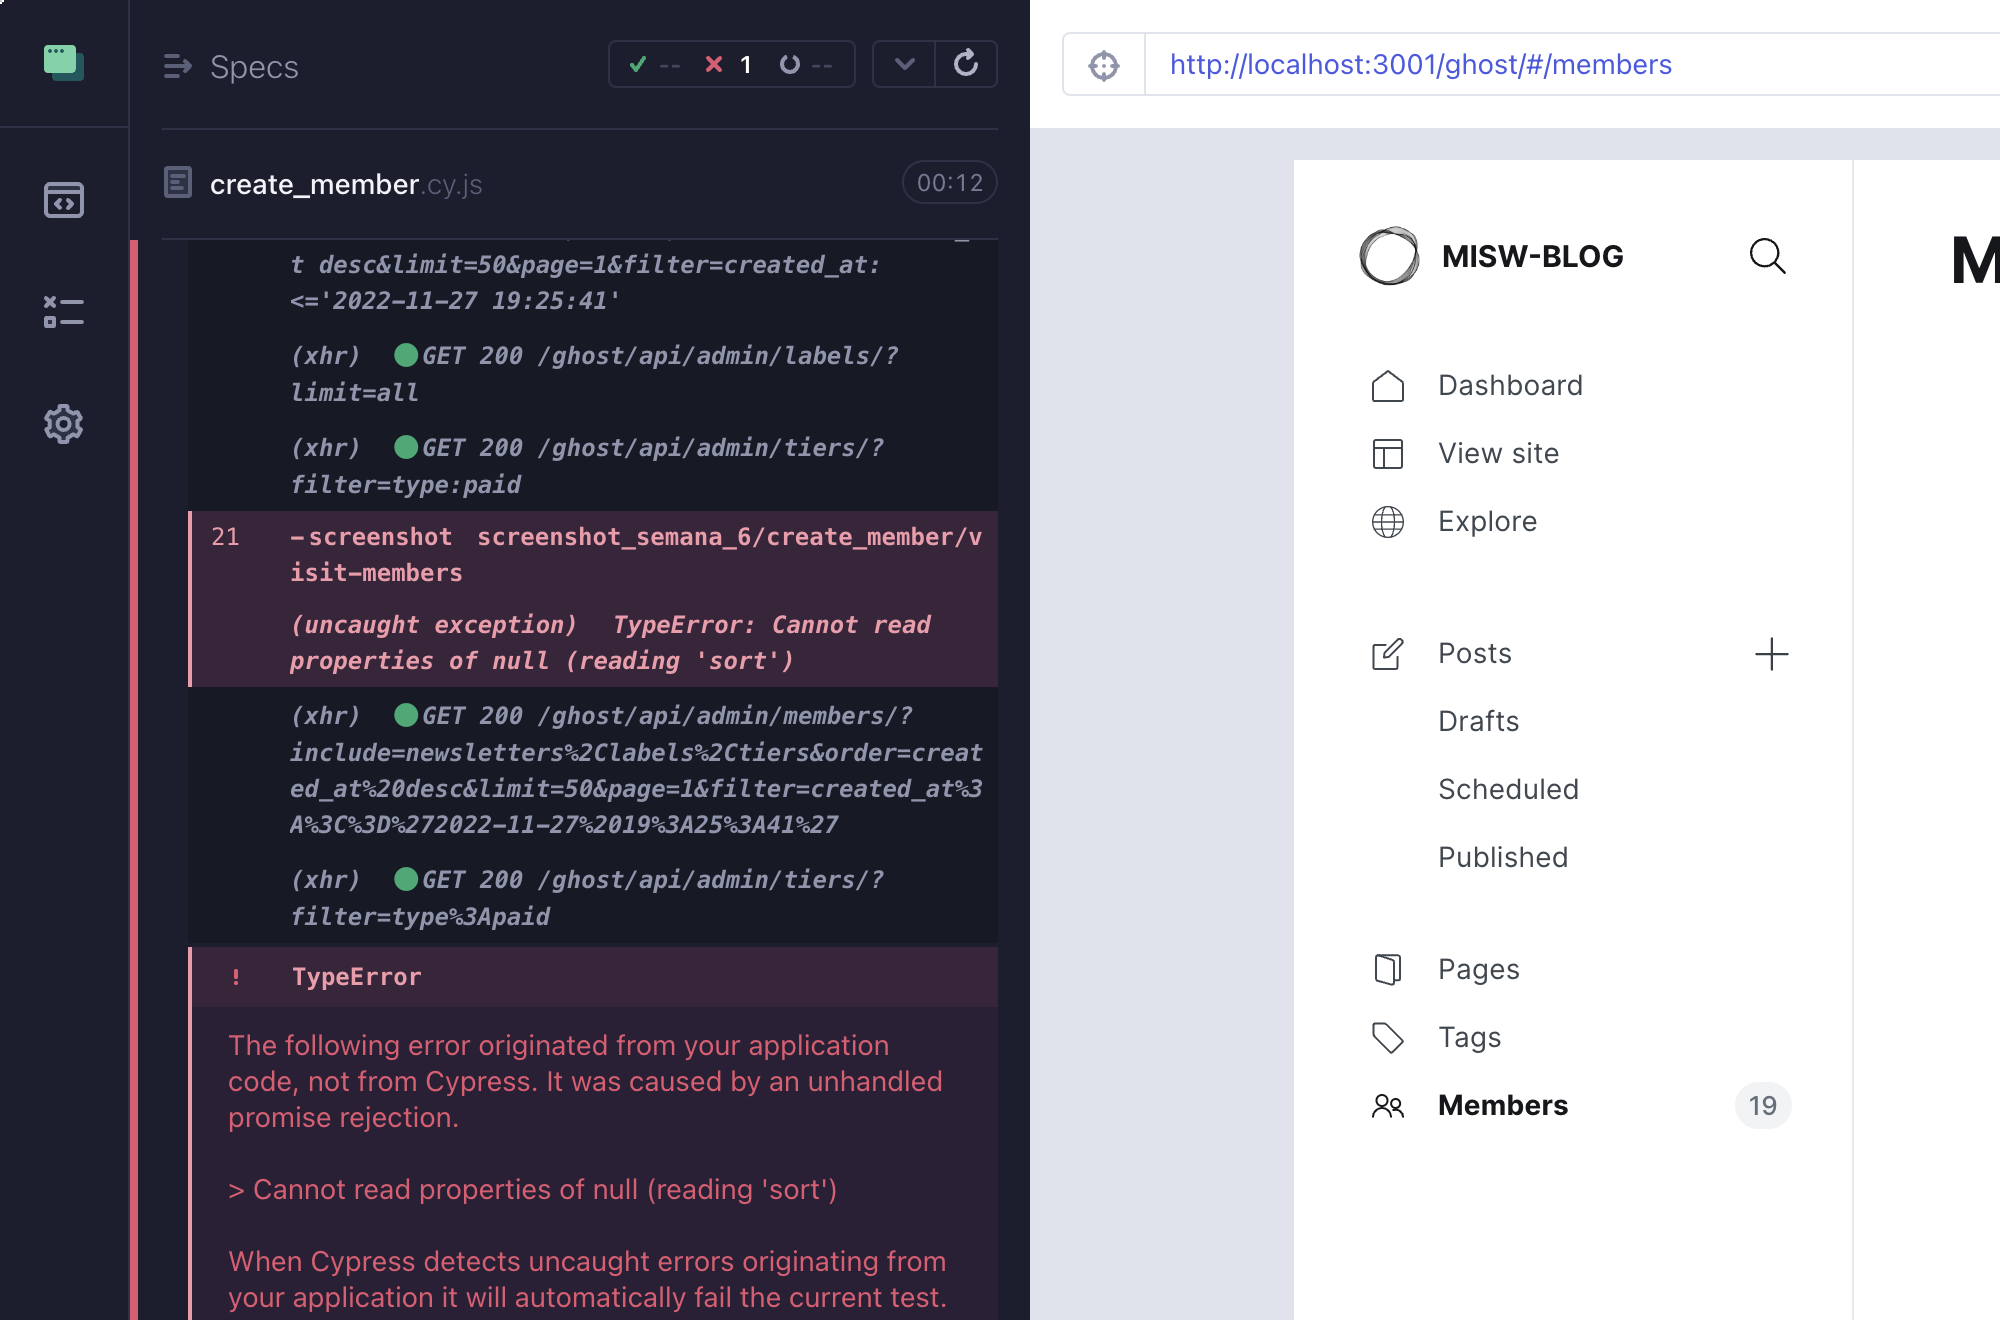 Specs
-- 1 --
create_member.cy.js
00:12
t desc&limit=50&page=1&filter=created_at:
<='2022-11-27 19:25:41'
(xhr) GET 200 /ghost/api/admin/labels/?
limit=all
(xhr) GET 200 /ghost/api/admin/tiers/?
filter=type:paid
21 -screenshot screenshot_semana_6/create_member/v
isit-members
(uncaught exception) TypeError: Cannot read
properties of null (reading 'sort')
(xhr) GET 200 /ghost/api/admin/members/?
include=newsletters%2Clabels%2Ctiers&order=creat
ed_at%20desc&limit=50&page=1&filter=created_at%3
A%3C%3D%272022-11-27%2019%3A25%3A41%27
(xhr) GET 200 /ghost/api/admin/tiers/?
filter=type%3Apaid
! TypeError
The following error originated from your application
code, not from Cypress. It was caused by an unhandled
promise rejection.
> Cannot read properties of null (reading 'sort')
When Cypress detects uncaught errors originating from
your application it will automatically fail the current test.
http://localhost:3001/ghost/#/members
MISW-BLOG
Dashboard
View site
Explore
Posts
Drafts
Scheduled
Published
Pages
Tags
Members 19
M